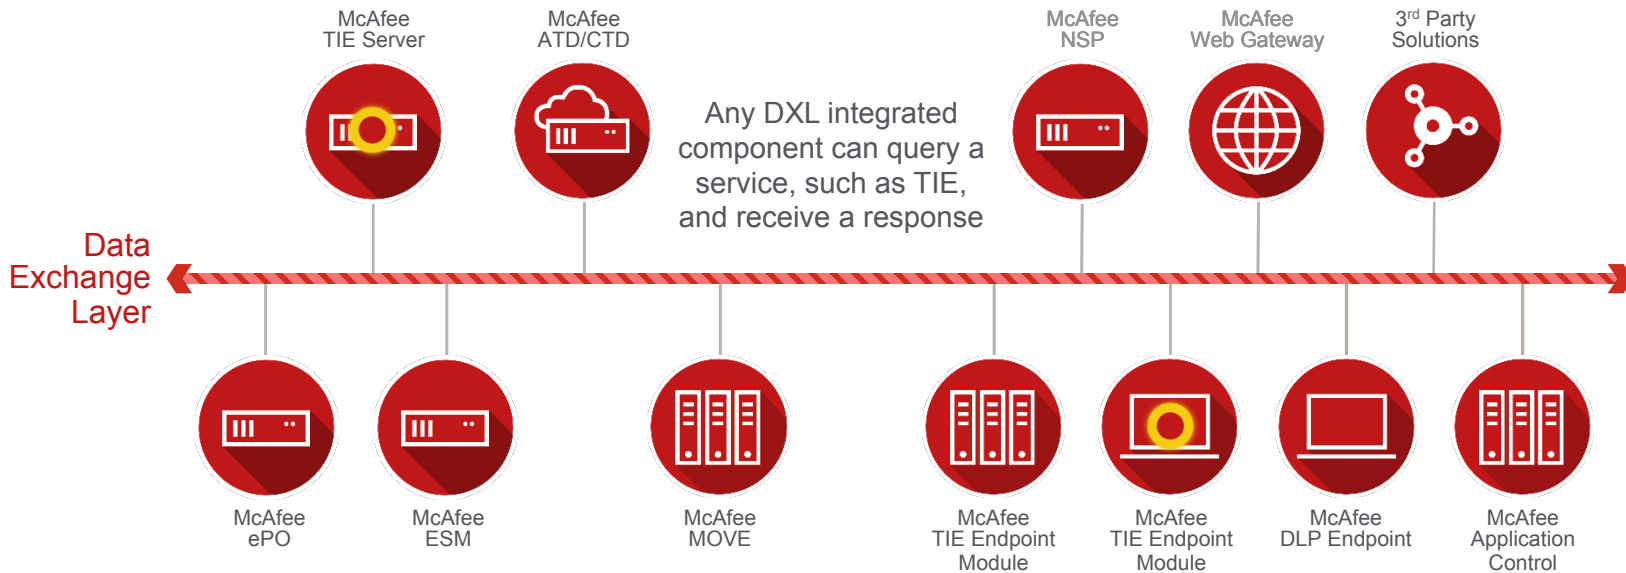 McAfee
TIE Server
McAfee
ATD/CTD
McAfee
NSP
McAfee
Web Gateway
3rd Party
Solutions
Any DXL integrated
component can query a
service, such as TIE,
and receive a response
Data
Exchange
Layer
McAfee
ePO
McAfee
ESM
McAfee
MOVE
McAfee
TIE Endpoint
Module
McAfee
TIE Endpoint
Module
McAfee
DLP Endpoint
McAfee
Application
Control